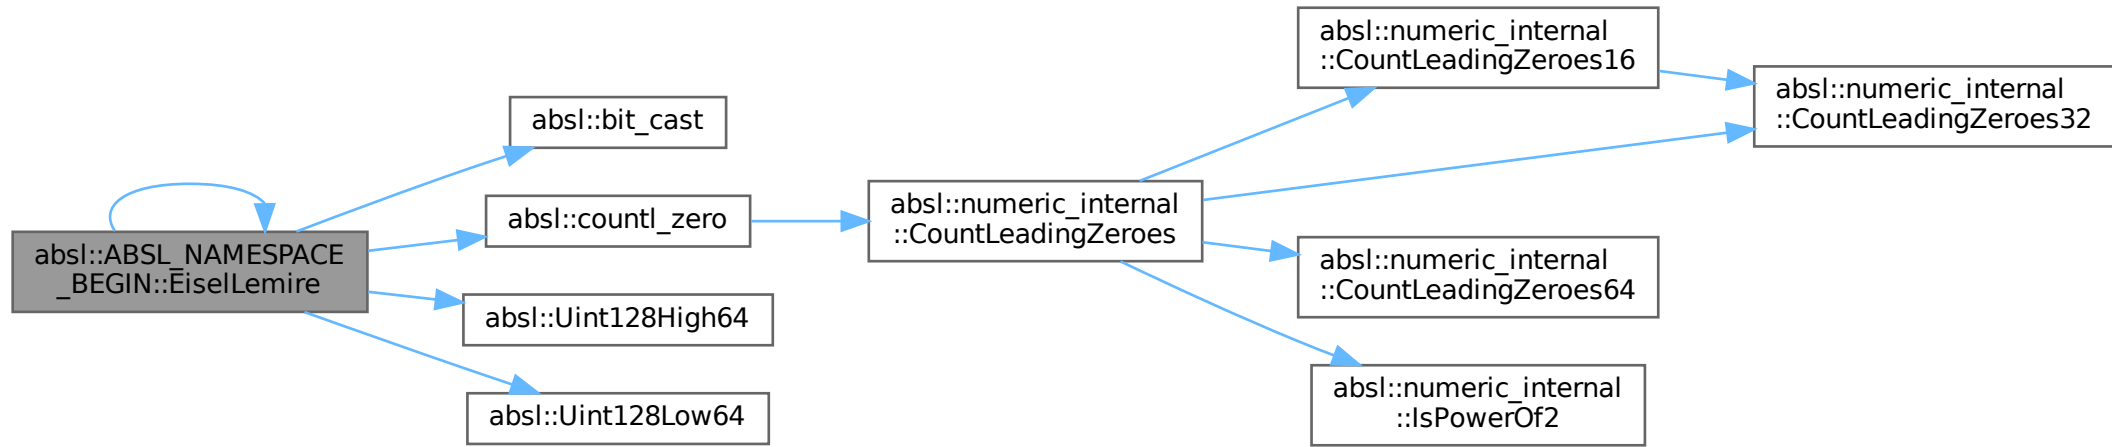 absl::ABSL_NAMESPACE
_BEGIN::EiselLemire
absl::bit_cast
absl::countl_zero
absl::Uint128High64
absl::Uint128Low64
absl::numeric_internal
::CountLeadingZeroes
absl::numeric_internal
::CountLeadingZeroes16
absl::numeric_internal
::CountLeadingZeroes32
absl::numeric_internal
::CountLeadingZeroes64
absl::numeric_internal
::IsPowerOf2